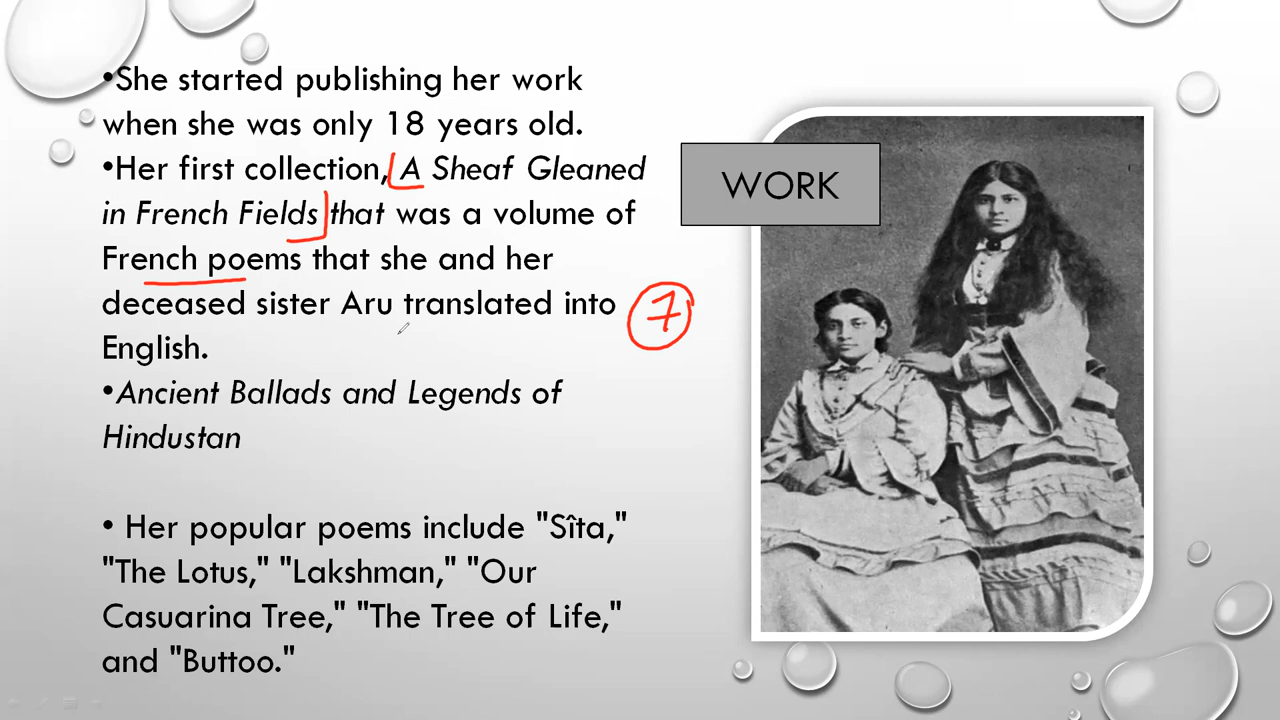 •She started publishing her work
when she was only 18 years old.
•Her first collection, A Sheaf Gleaned
in French Fields that was a volume of
French poems that she and her
deceased sister Aru translated into
English.
•Ancient Ballads and Legends of
Hindustan
• Her popular poems include "Sîta,"
"The Lotus," "Lakshman," "Our
Casuarina Tree," "The Tree of Life,"
and "Buttoo."
7
WORK